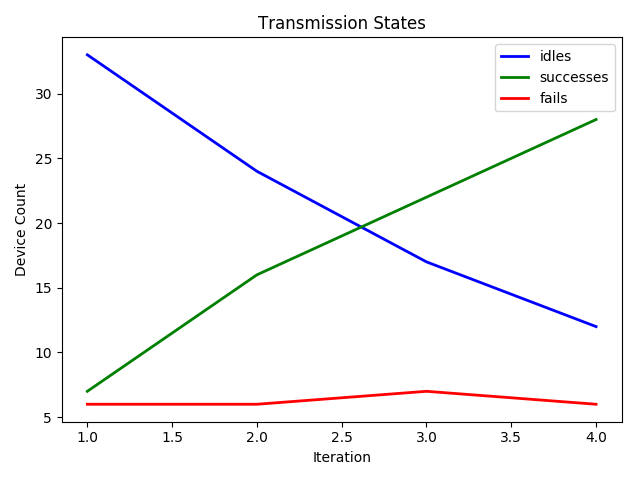 Transmission States
idles
successes
fails
Device Count
30
25
20
15
10
5
1.0 1.5 2.0 2.5 3.0 3.5 4.0
Iteration